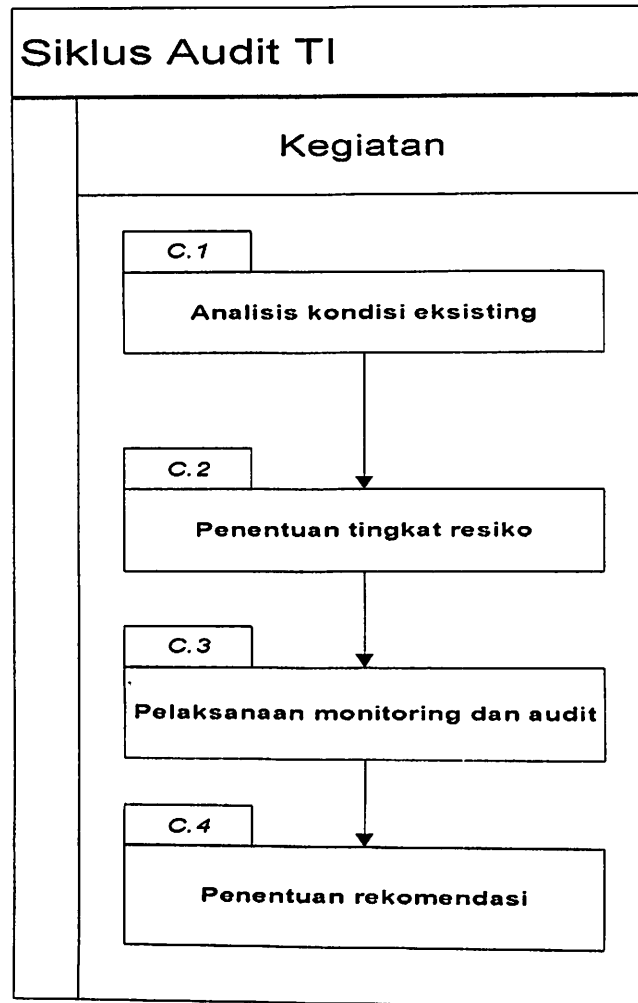 Siklus Audit TI
Kegiatan
C.1
Analisis kondisi eksisting
C.2
Penentuan tingkat resiko
C.3
Pelaksanaan monitoring dan audit
C.4
Penentuan rekomendasi